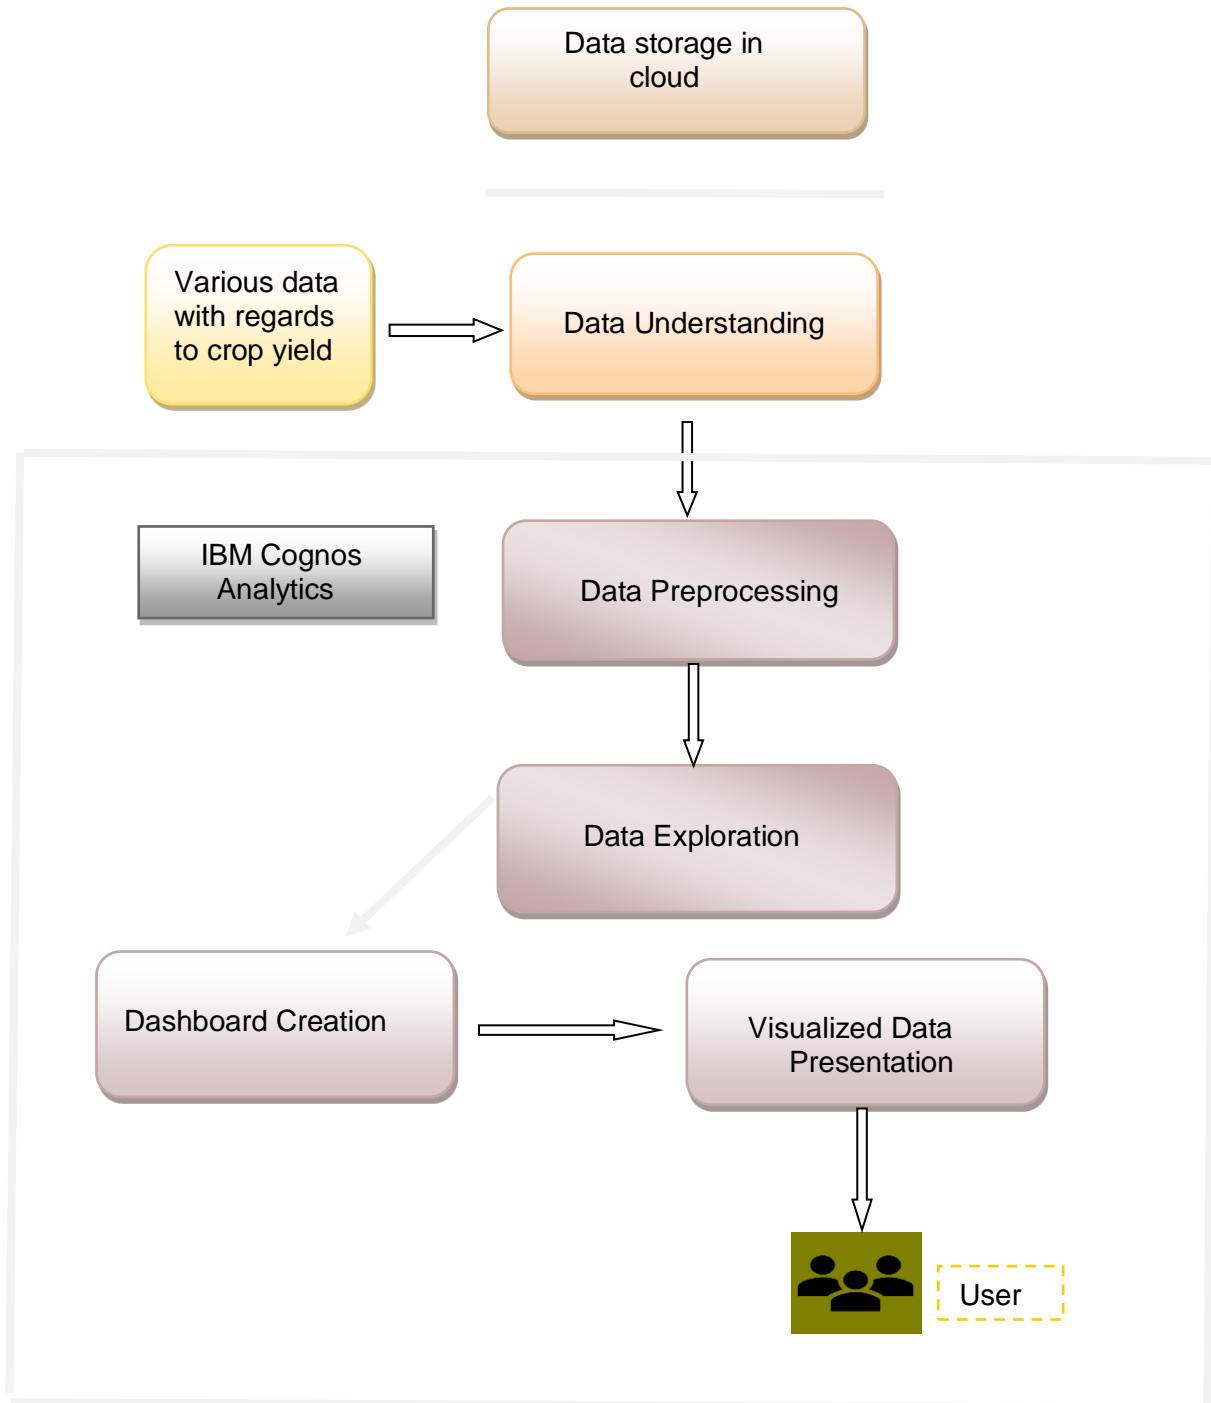 Data storage in
cloud
Various data
with regards
to crop yield
Data Understanding
IBM Cognos
Analytics
Data Preprocessing
Data Exploration
Dashboard Creation
Visualized Data
Presentation
User